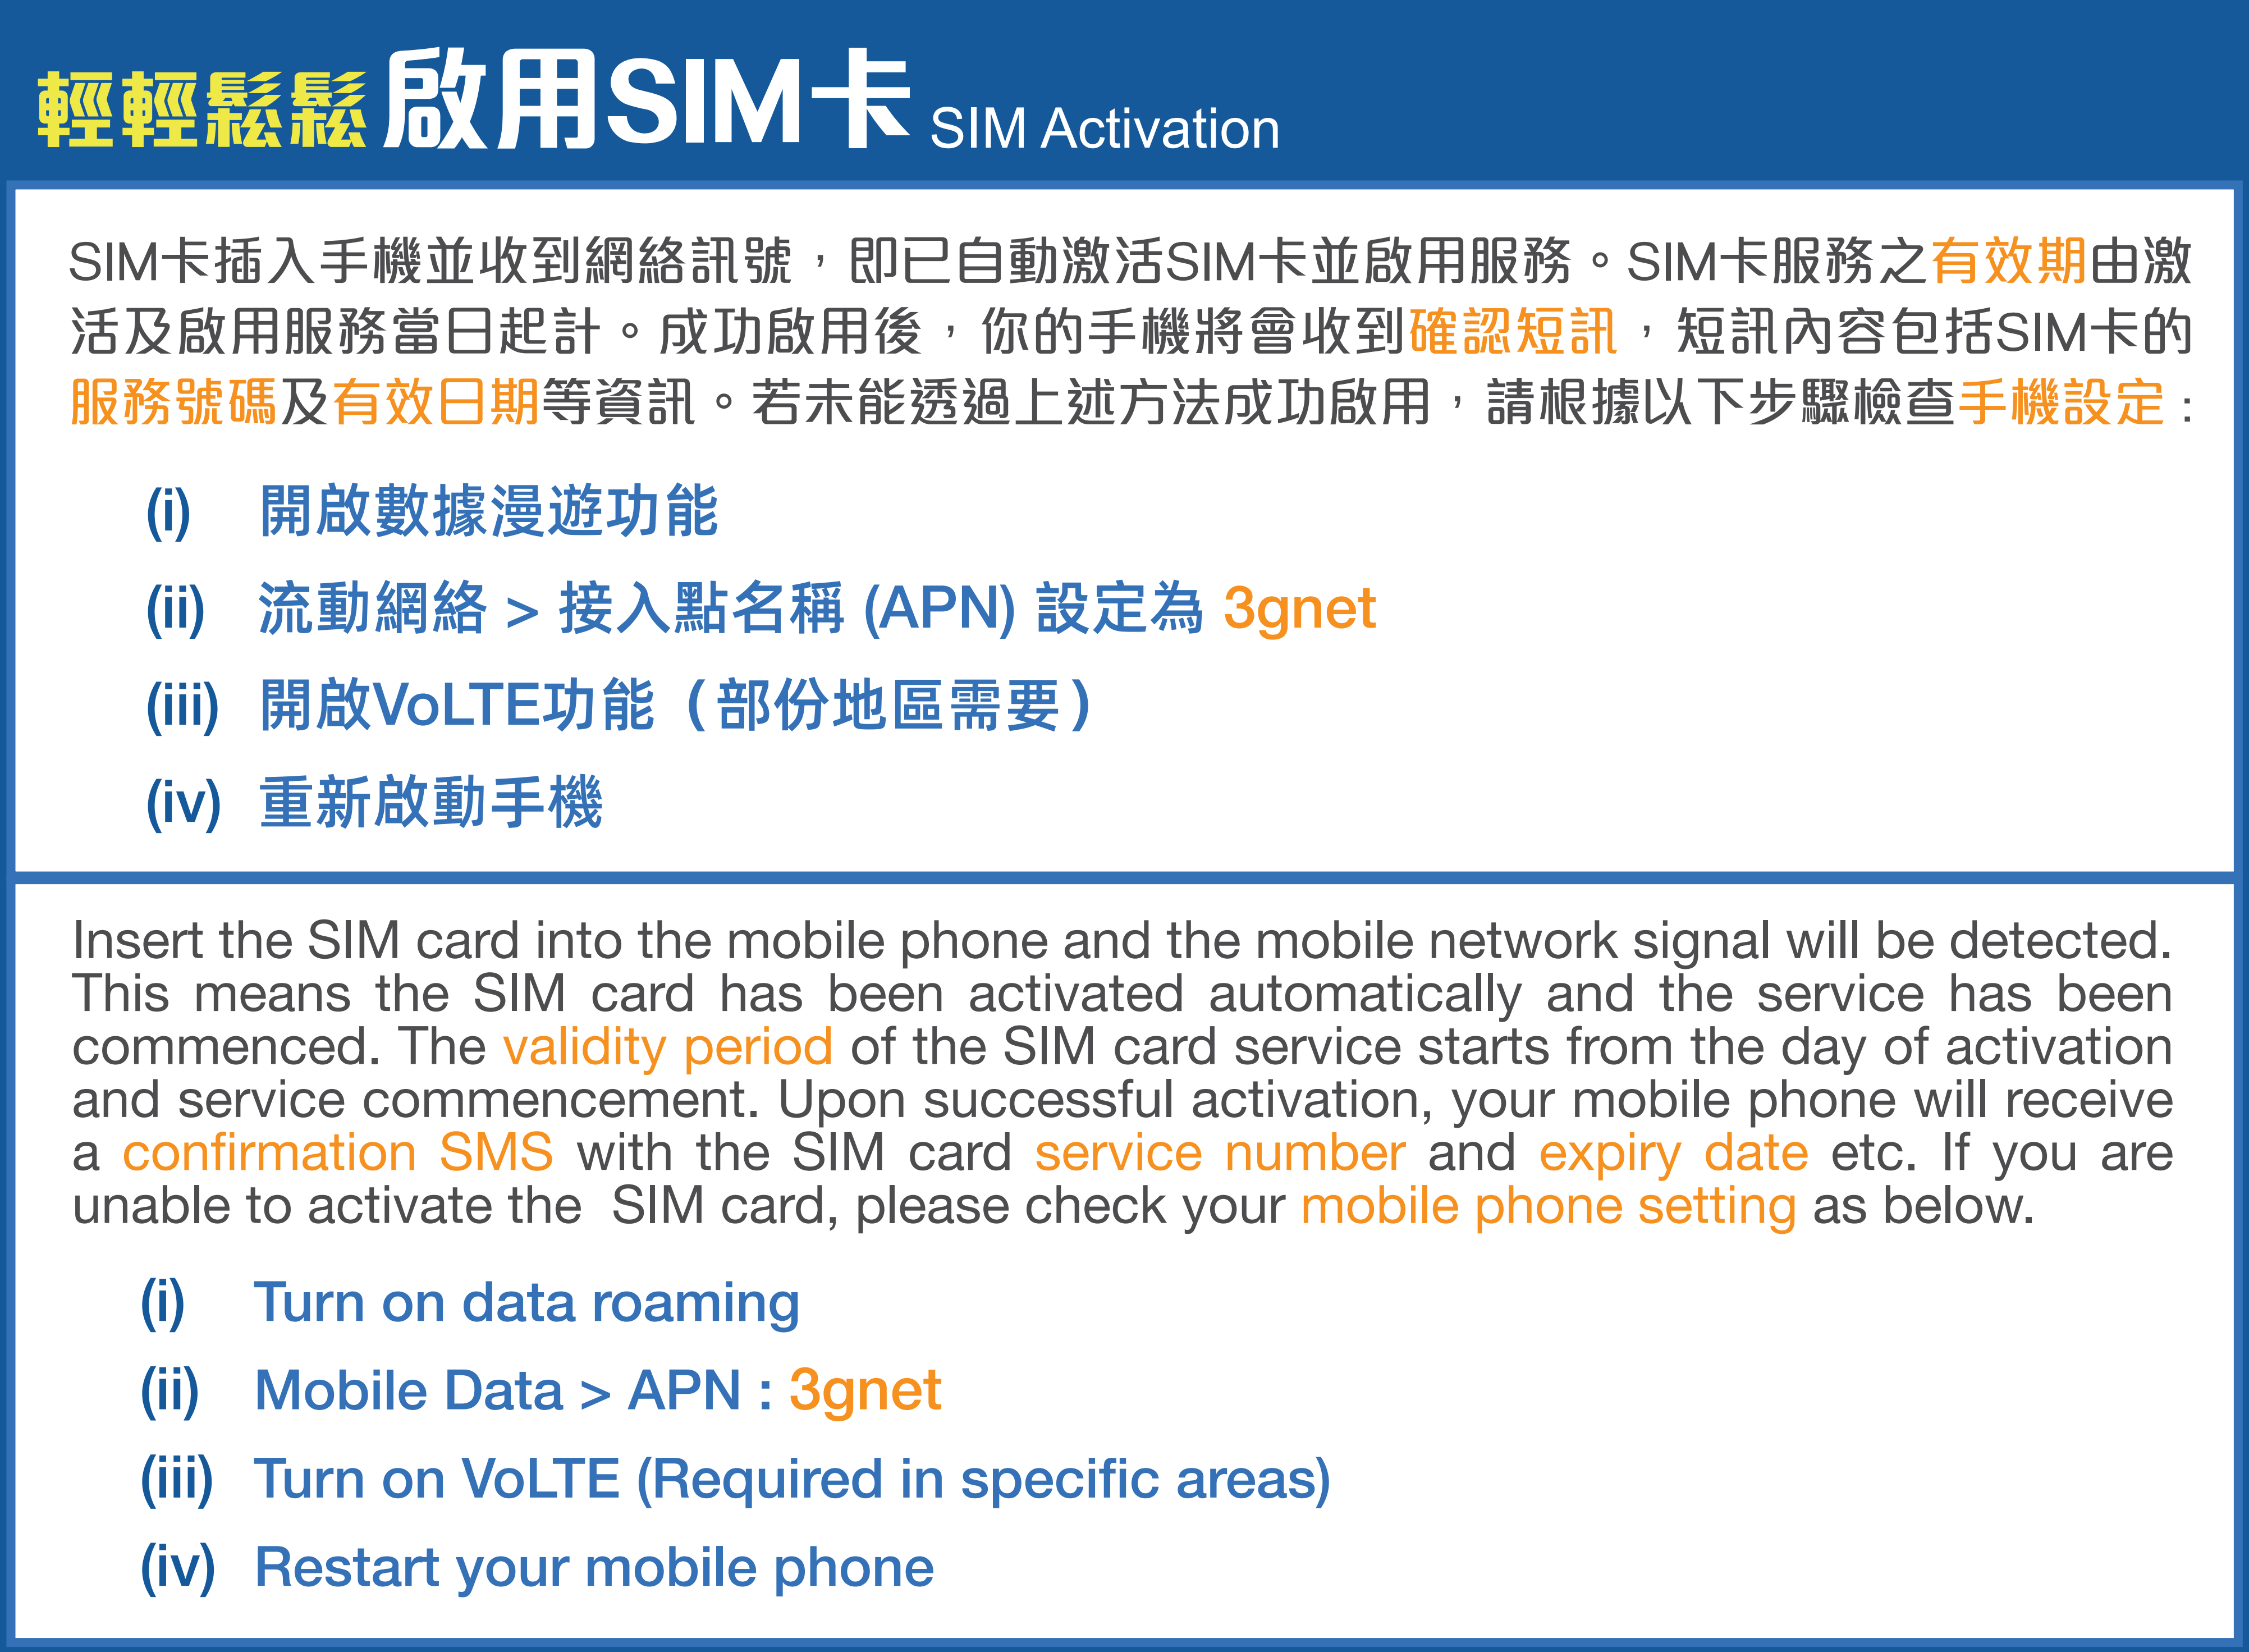 輕輕鬆鬆 啟用SIM卡 SIM Activation
SIM卡插入手機並收到網絡訊號，即已自動激活SIM卡並啟用服務。SIM卡服務之有效期由激
活及啟用服務當日起計。成功啟用後，你的手機將會收到確認短訊，短訊內容包括SIM卡的
服務號碼及有效日期等資訊。若未能透過上述方法成功啟用，請根據以下步驟檢查手機設定：
(i) 開啟數據漫遊功能
(ii) 流動網絡 > 接入點名稱 (APN) 設定為 3gnet
(iii) 開啟VoLTE功能（部份地區需要）
(iv) 重新啟動手機
Insert the SIM card into the mobile phone and the mobile network signal will be detected.
This means the SIM card has been activated automatically and the service has been
commenced. The validity period of the SIM card service starts from the day of activation
and service commencement. Upon successful activation, your mobile phone will receive
a confirmation SMS with the SIM card service number and expiry date etc. If you are
unable to activate the SIM card, please check your mobile phone setting as below.
(i) Turn on data roaming
(ii) Mobile Data > APN : 3gnet
(iii) Turn on VoLTE (Required in specific areas)
(iv) Restart your mobile phone